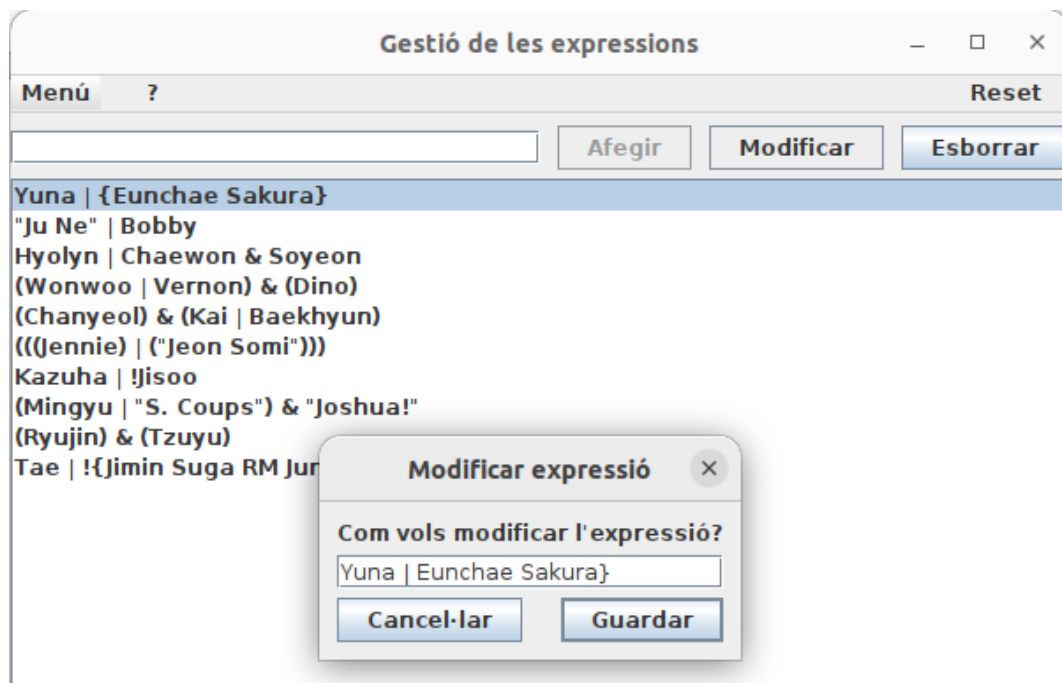 Gestió de les expressions
Menú ? Reset
Afegir Modificar Esborrar
Yuna | {Eunchae Sakura}
"Ju Ne" | Bobby
Hyolyn | Chaewon & Soyeon
(Wonwoo | Vernon) & (Dino)
(Chanyeol) & (Kai | Baekhyun)
(((Jennie) | ("Jeon Somi")))
Kazuha | !Jisoo
(Mingyu | "S. Coups") & "Joshua!"
(Ryujin) & (Tzuyu)
Tae | !{Jimin Suga RM Jun
Modificar expressió
Com vols modificar l'expressió?
Yuna | Eunchae Sakura}
Cancel·lar Guardar